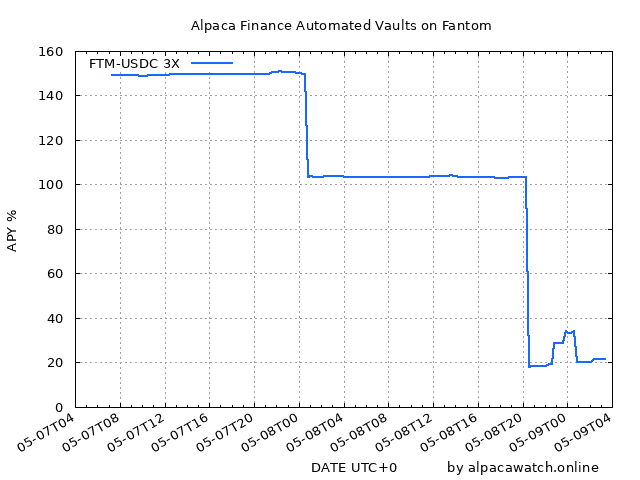 Alpaca Finance Automated Vaults on Fantom
FTM-USDC 3X
APY %
160
140
120
100
80
60
40
20
0
05-07T04
05-07T08
05-07T12
05-07T16
05-07T20
05-08T00
05-08T04
05-08T08
05-08T12
05-08T16
05-08T20
05-09T00
05-09T04
DATE UTC+0
by alpacawatch.online